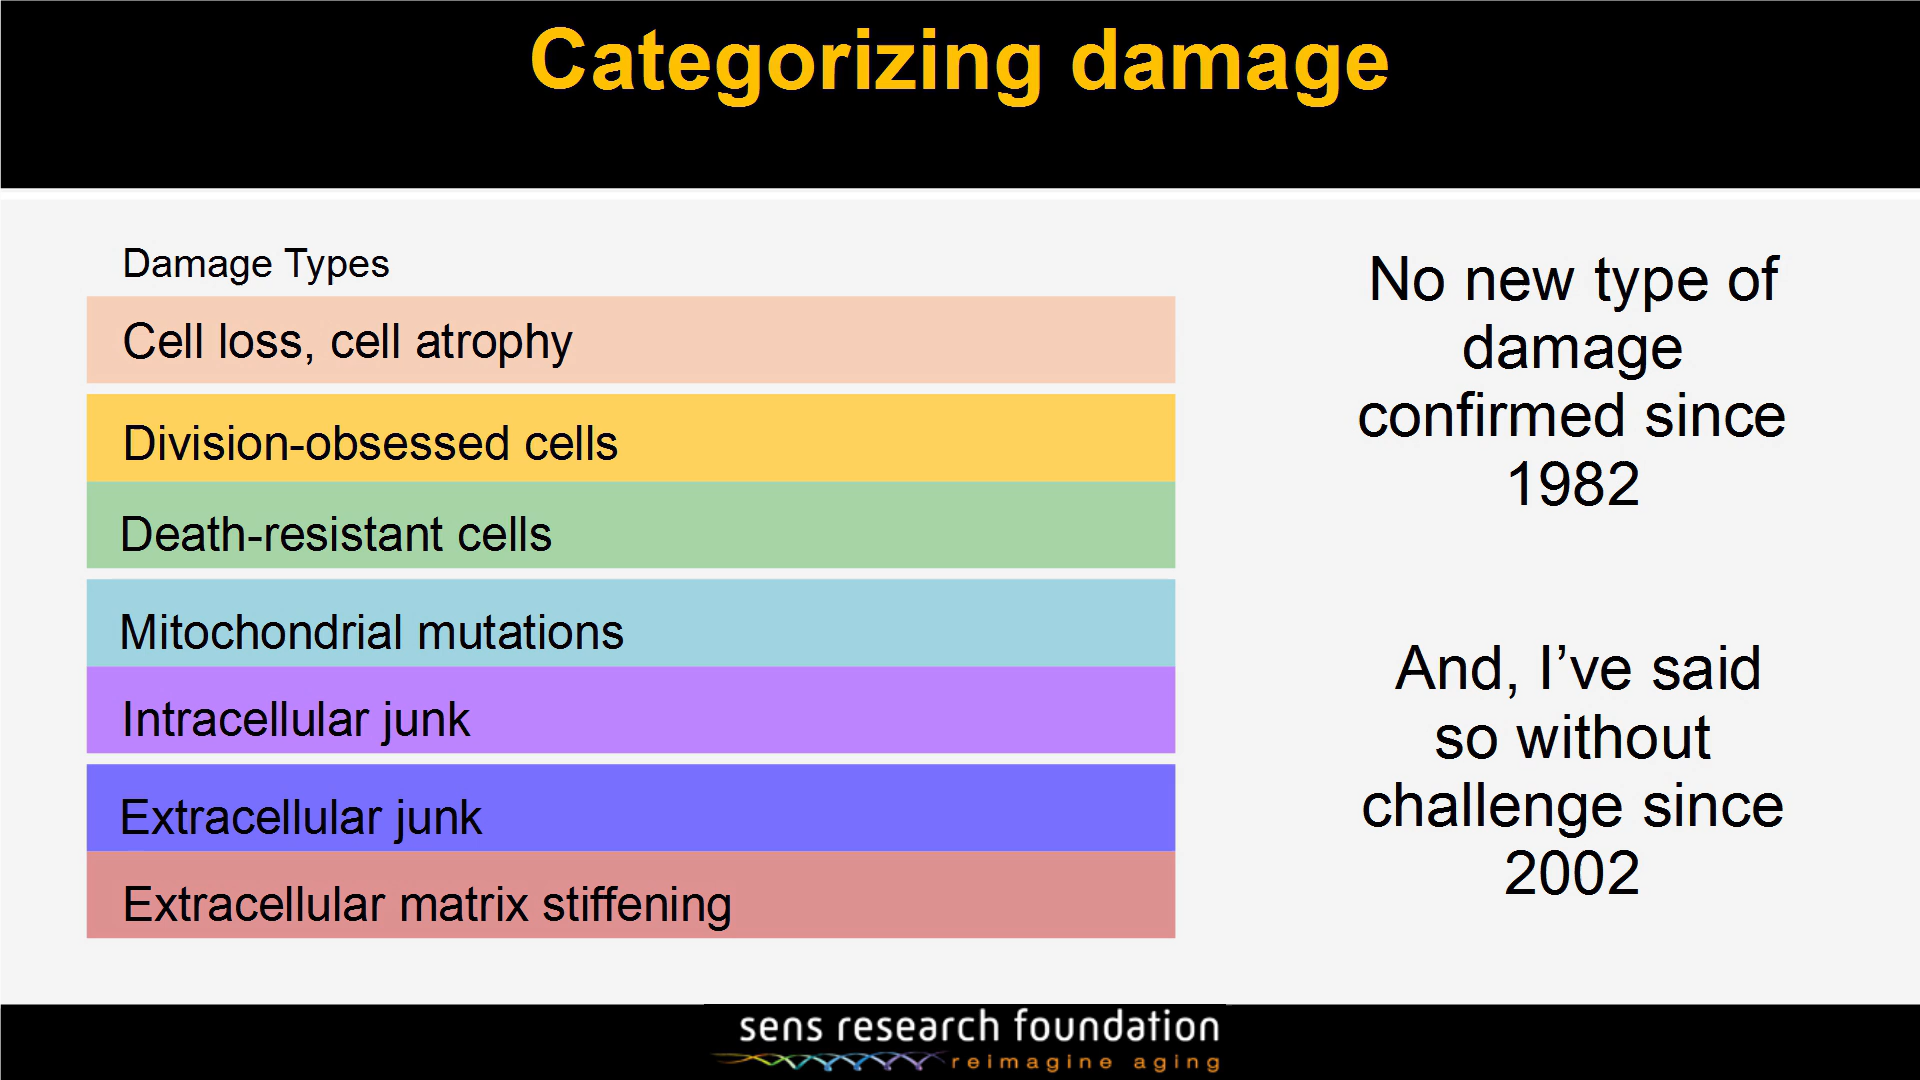 Categorizing damage
Damage Types
Cell loss, cell atrophy
Division-obsessed cells
Death-resistant cells
Mitochondrial mutations
Intracellular junk
Extracellular junk
Extracellular matrix stiffening
No new type of
damage
confirmed since
1982
And, I’ve said
so without
challenge since
2002
sens research foundation
reimagine aging